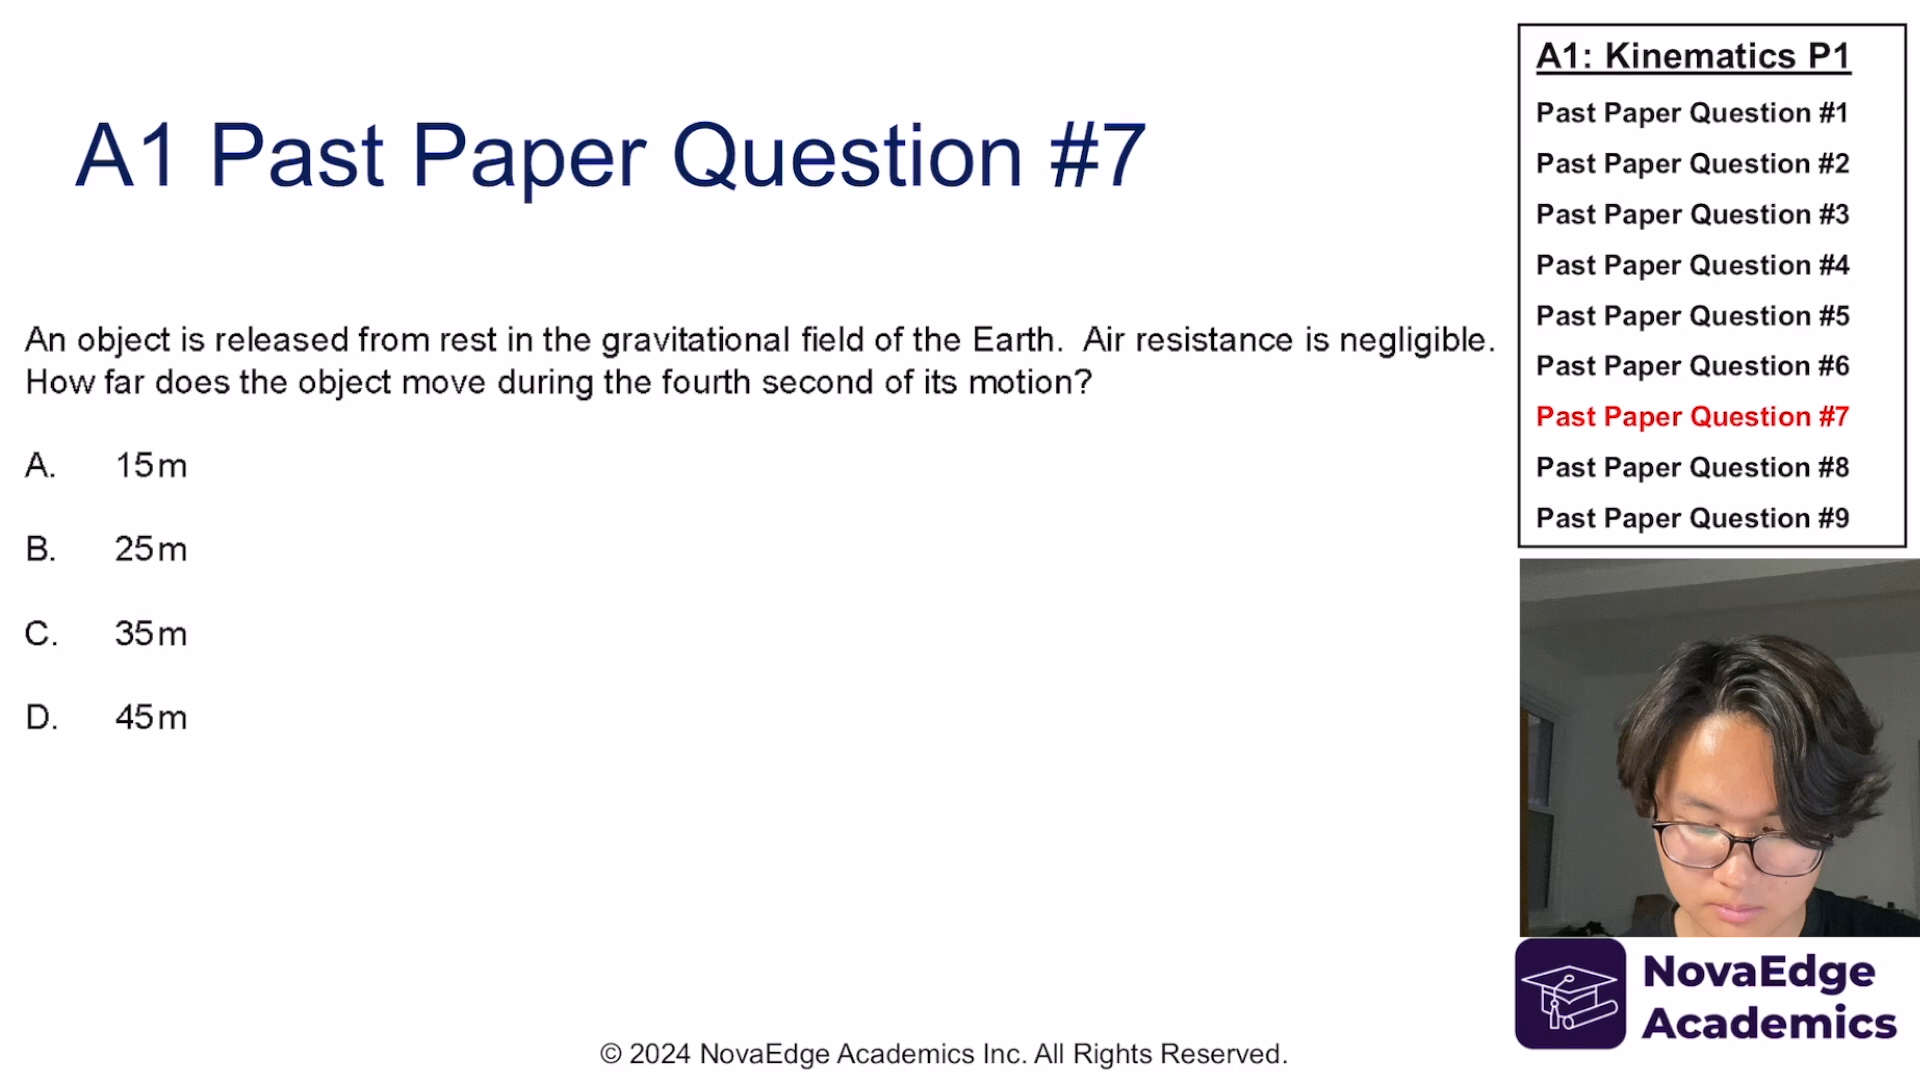 A1 Past Paper Question #7
An object is released from rest in the gravitational field of the Earth. Air resistance is negligible.
How far does the object move during the fourth second of its motion?
A. 15m
B. 25m
C. 35m
D. 45m
© 2024 NovaEdge Academics Inc. All Rights Reserved.
A1: Kinematics P1
Past Paper Question #1
Past Paper Question #2
Past Paper Question #3
Past Paper Question #4
Past Paper Question #5
Past Paper Question #6
Past Paper Question #7
Past Paper Question #8
Past Paper Question #9
NovaEdge
Academics